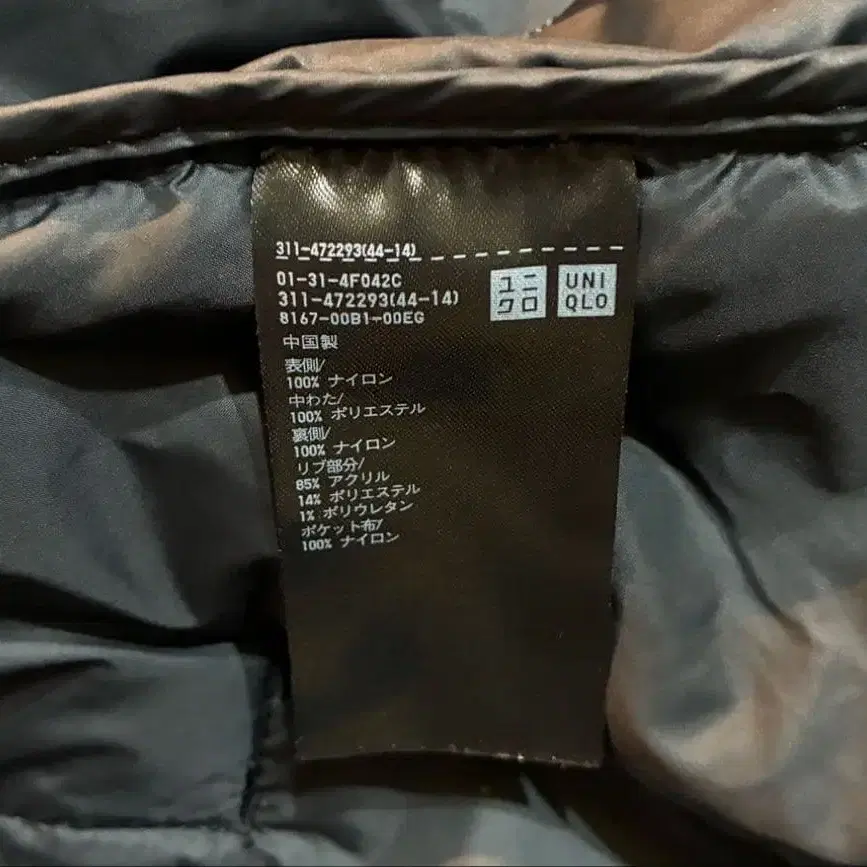 311-472293(44-14)
01-31-4F042C
311-472293(44-14)
8167-00B1-00EG
ユニ
クロ
UNI
QLO
中国製
表側/
100% ナイロン
中わた/
100% ポリエステル
裏側/
100% ナイロン
リブ部分/
85% アクリル
14% ポリエステル
1% ポリウレタン
ポケット布/
100% ナイロン